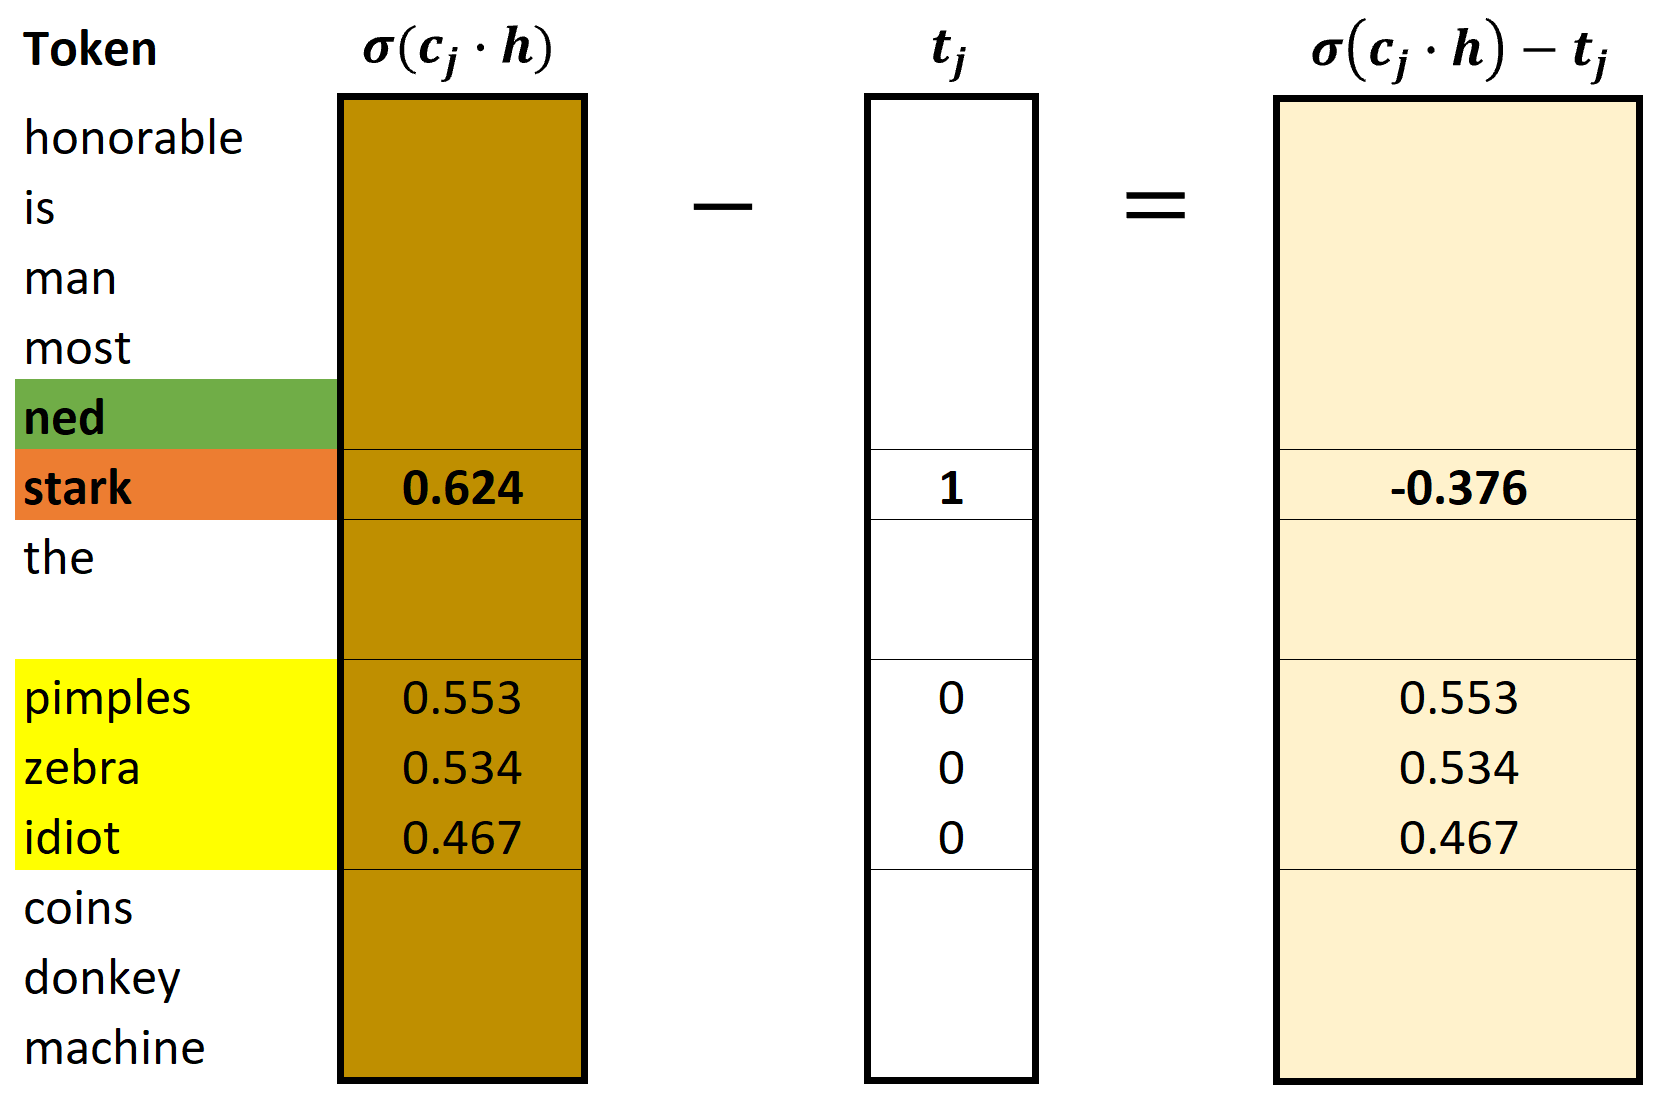 Token σ(cⱼ · h) tⱼ σ(cⱼ · h) − tⱼ
honorable
is
− =
man
most
ned
stark 0.624 1 -0.376
the
pimples 0.553 0 0.553
zebra 0.534 0 0.534
idiot 0.467 0 0.467
coins
donkey
machine